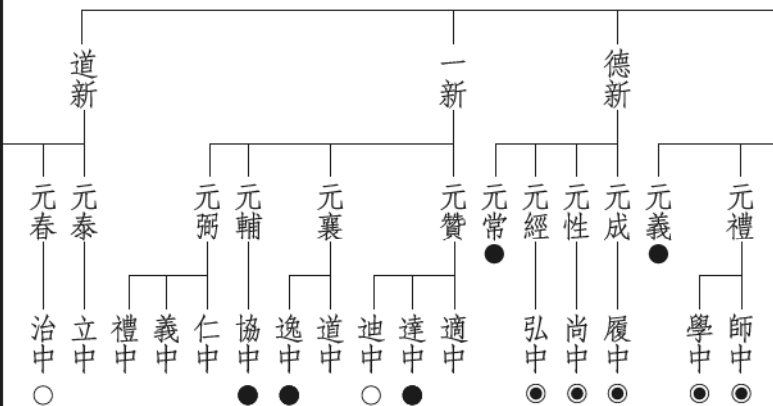 德新
一新
道新
元禮
元義
元成
元性
元經
元常
元贊
元襄
元輔
元弼
元泰
元春
師中
學中
履中
尚中
弘中
適中
達中
迪中
道中
逸中
協中
仁中
義中
禮中
立中
治中